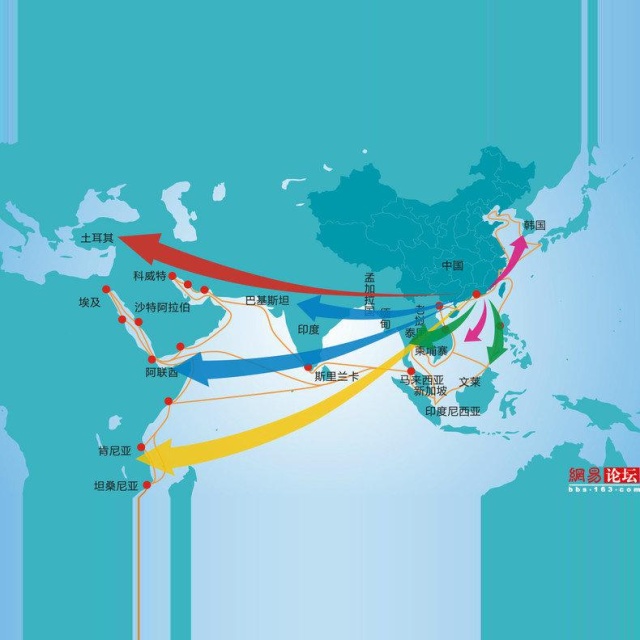 韩国
土耳其
中国
科威特
孟加拉国
埃及
沙特阿拉伯
巴基斯坦
缅甸
印度
泰国
柬埔寨
阿联酋
斯里兰卡
马来西亚
文莱
新加坡
印度尼西亚
肯尼亚
坦桑尼亚
網易论坛
bbs.163.com